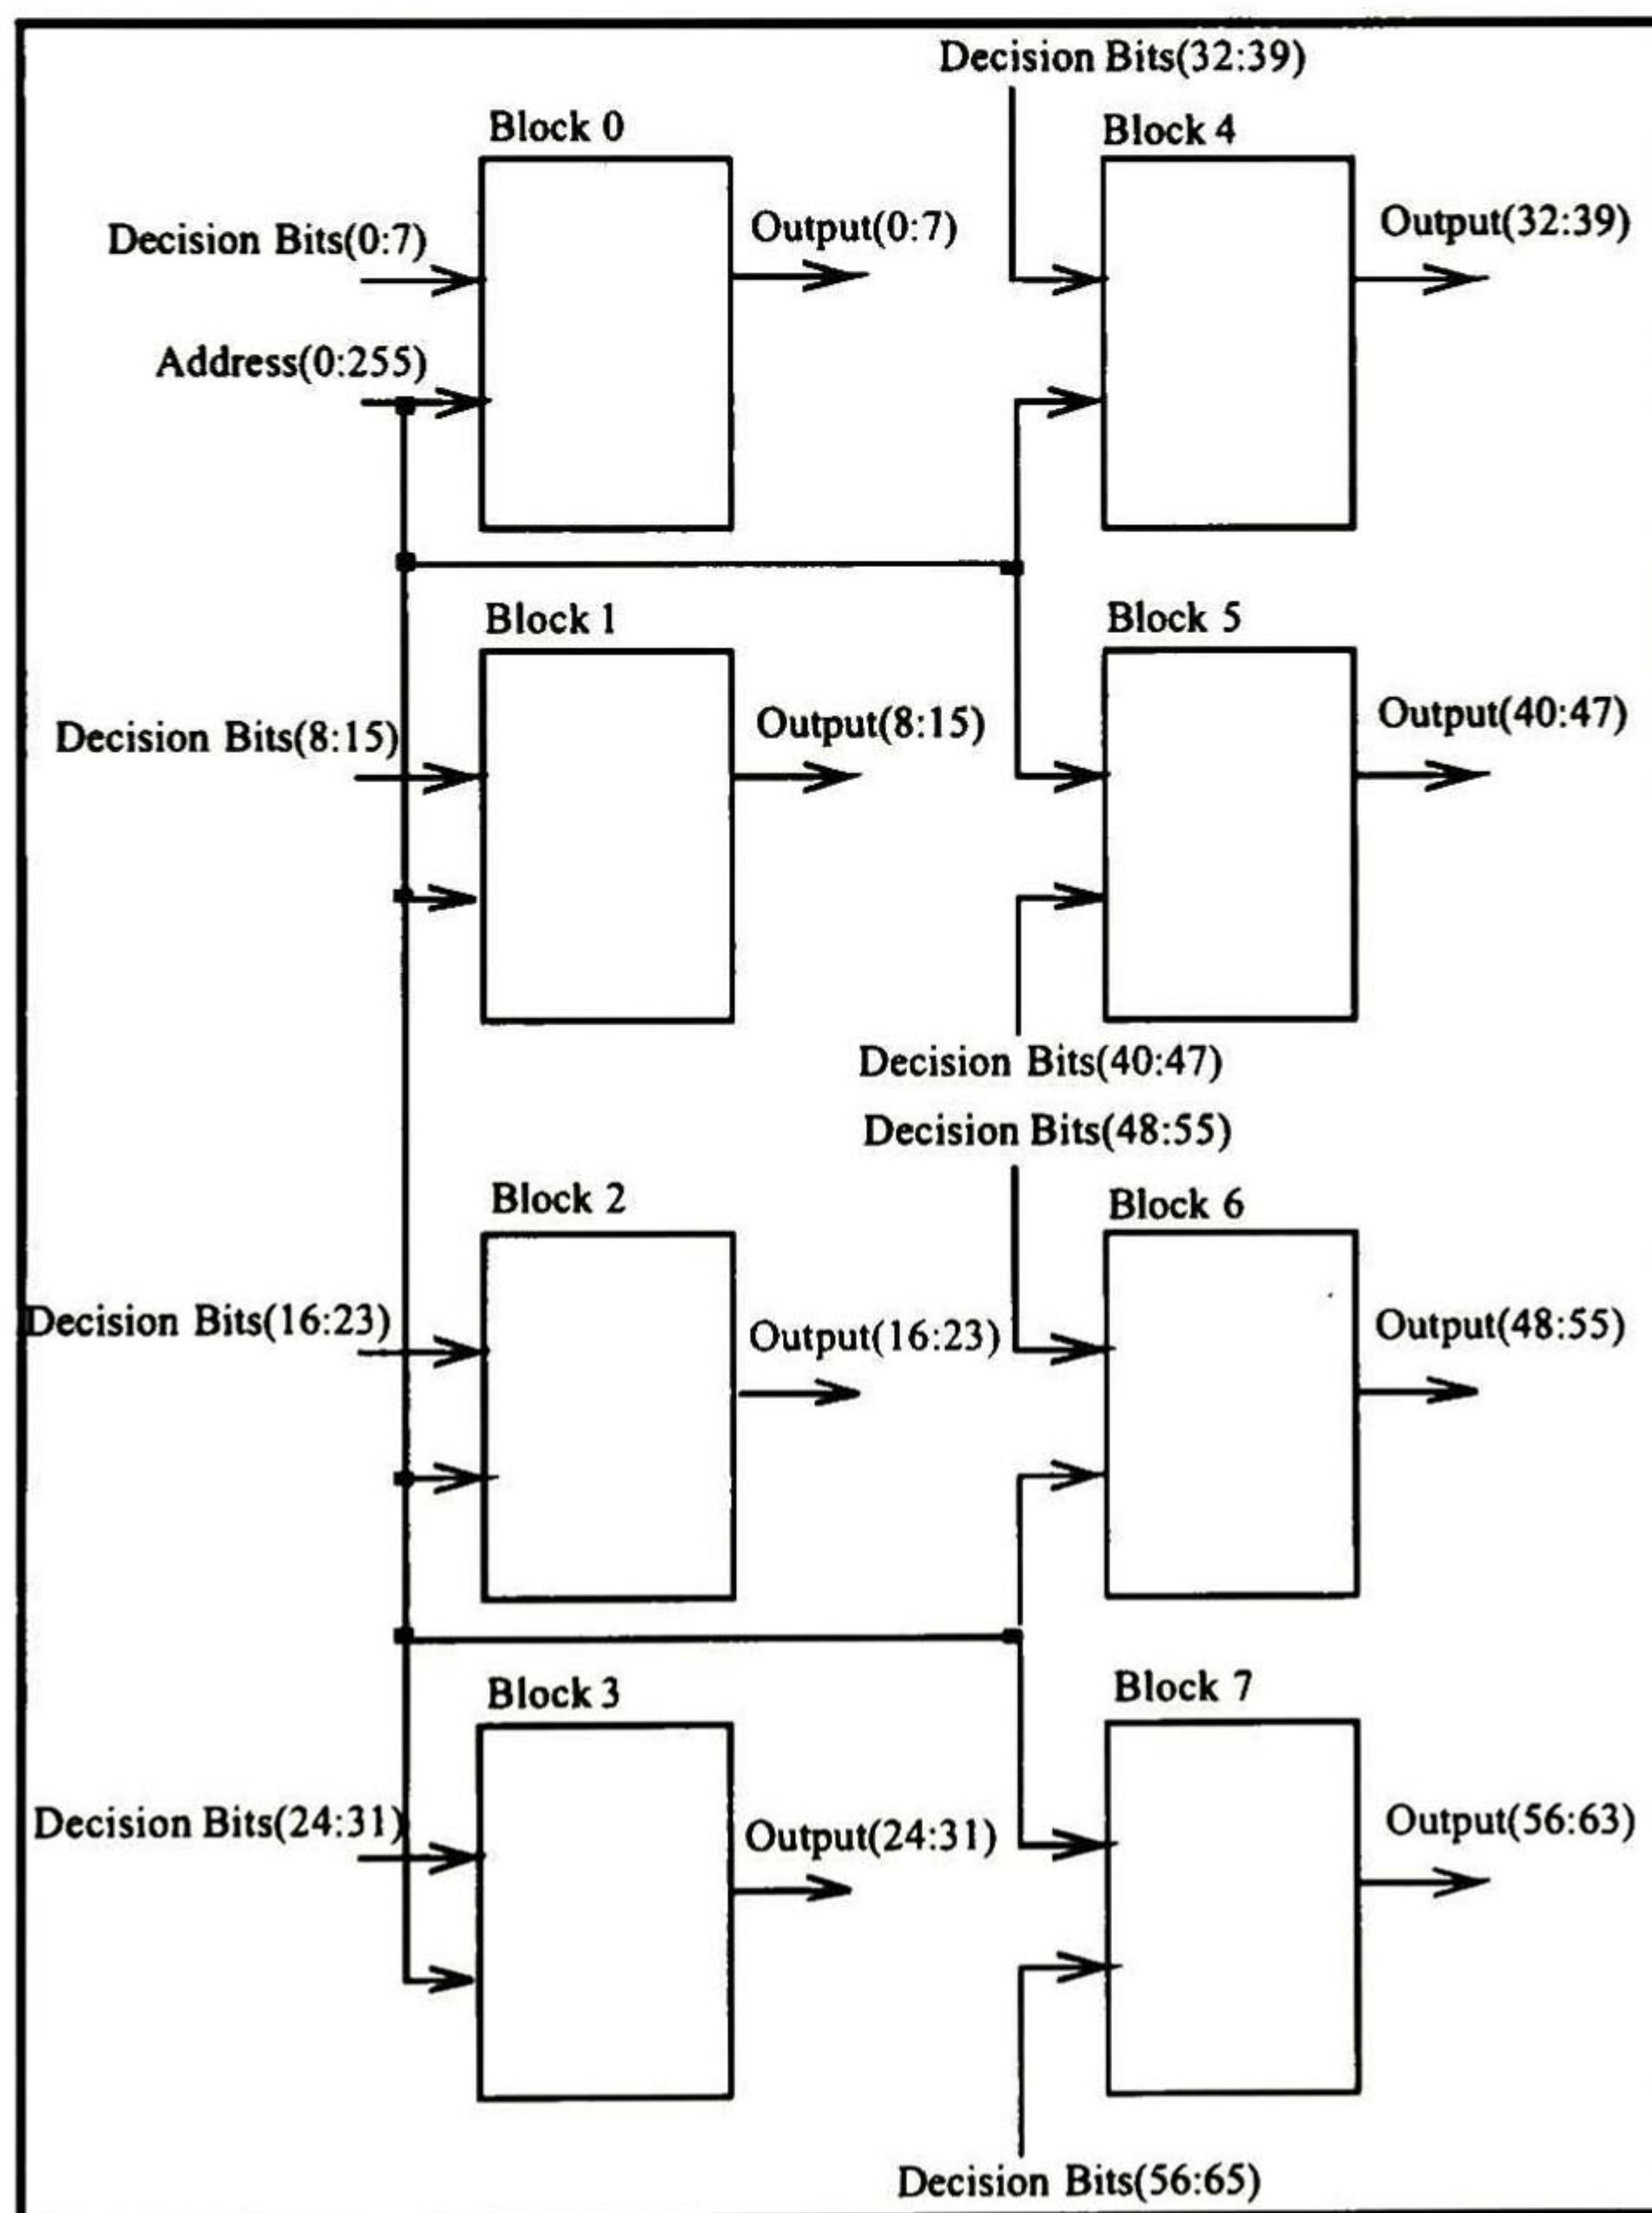 Decision Bits(32:39)
Block 0
Block 4
Decision Bits(0:7)
Output(0:7)
Output(32:39)
Address(0:255)
Block 1
Block 5
Decision Bits(8:15)
Output(8:15)
Output(40:47)
Decision Bits(40:47)
Decision Bits(48:55)
Block 2
Block 6
Decision Bits(16:23)
Output(16:23)
Output(48:55)
Block 3
Block 7
Decision Bits(24:31)
Output(24:31)
Output(56:63)
Decision Bits(56:65)